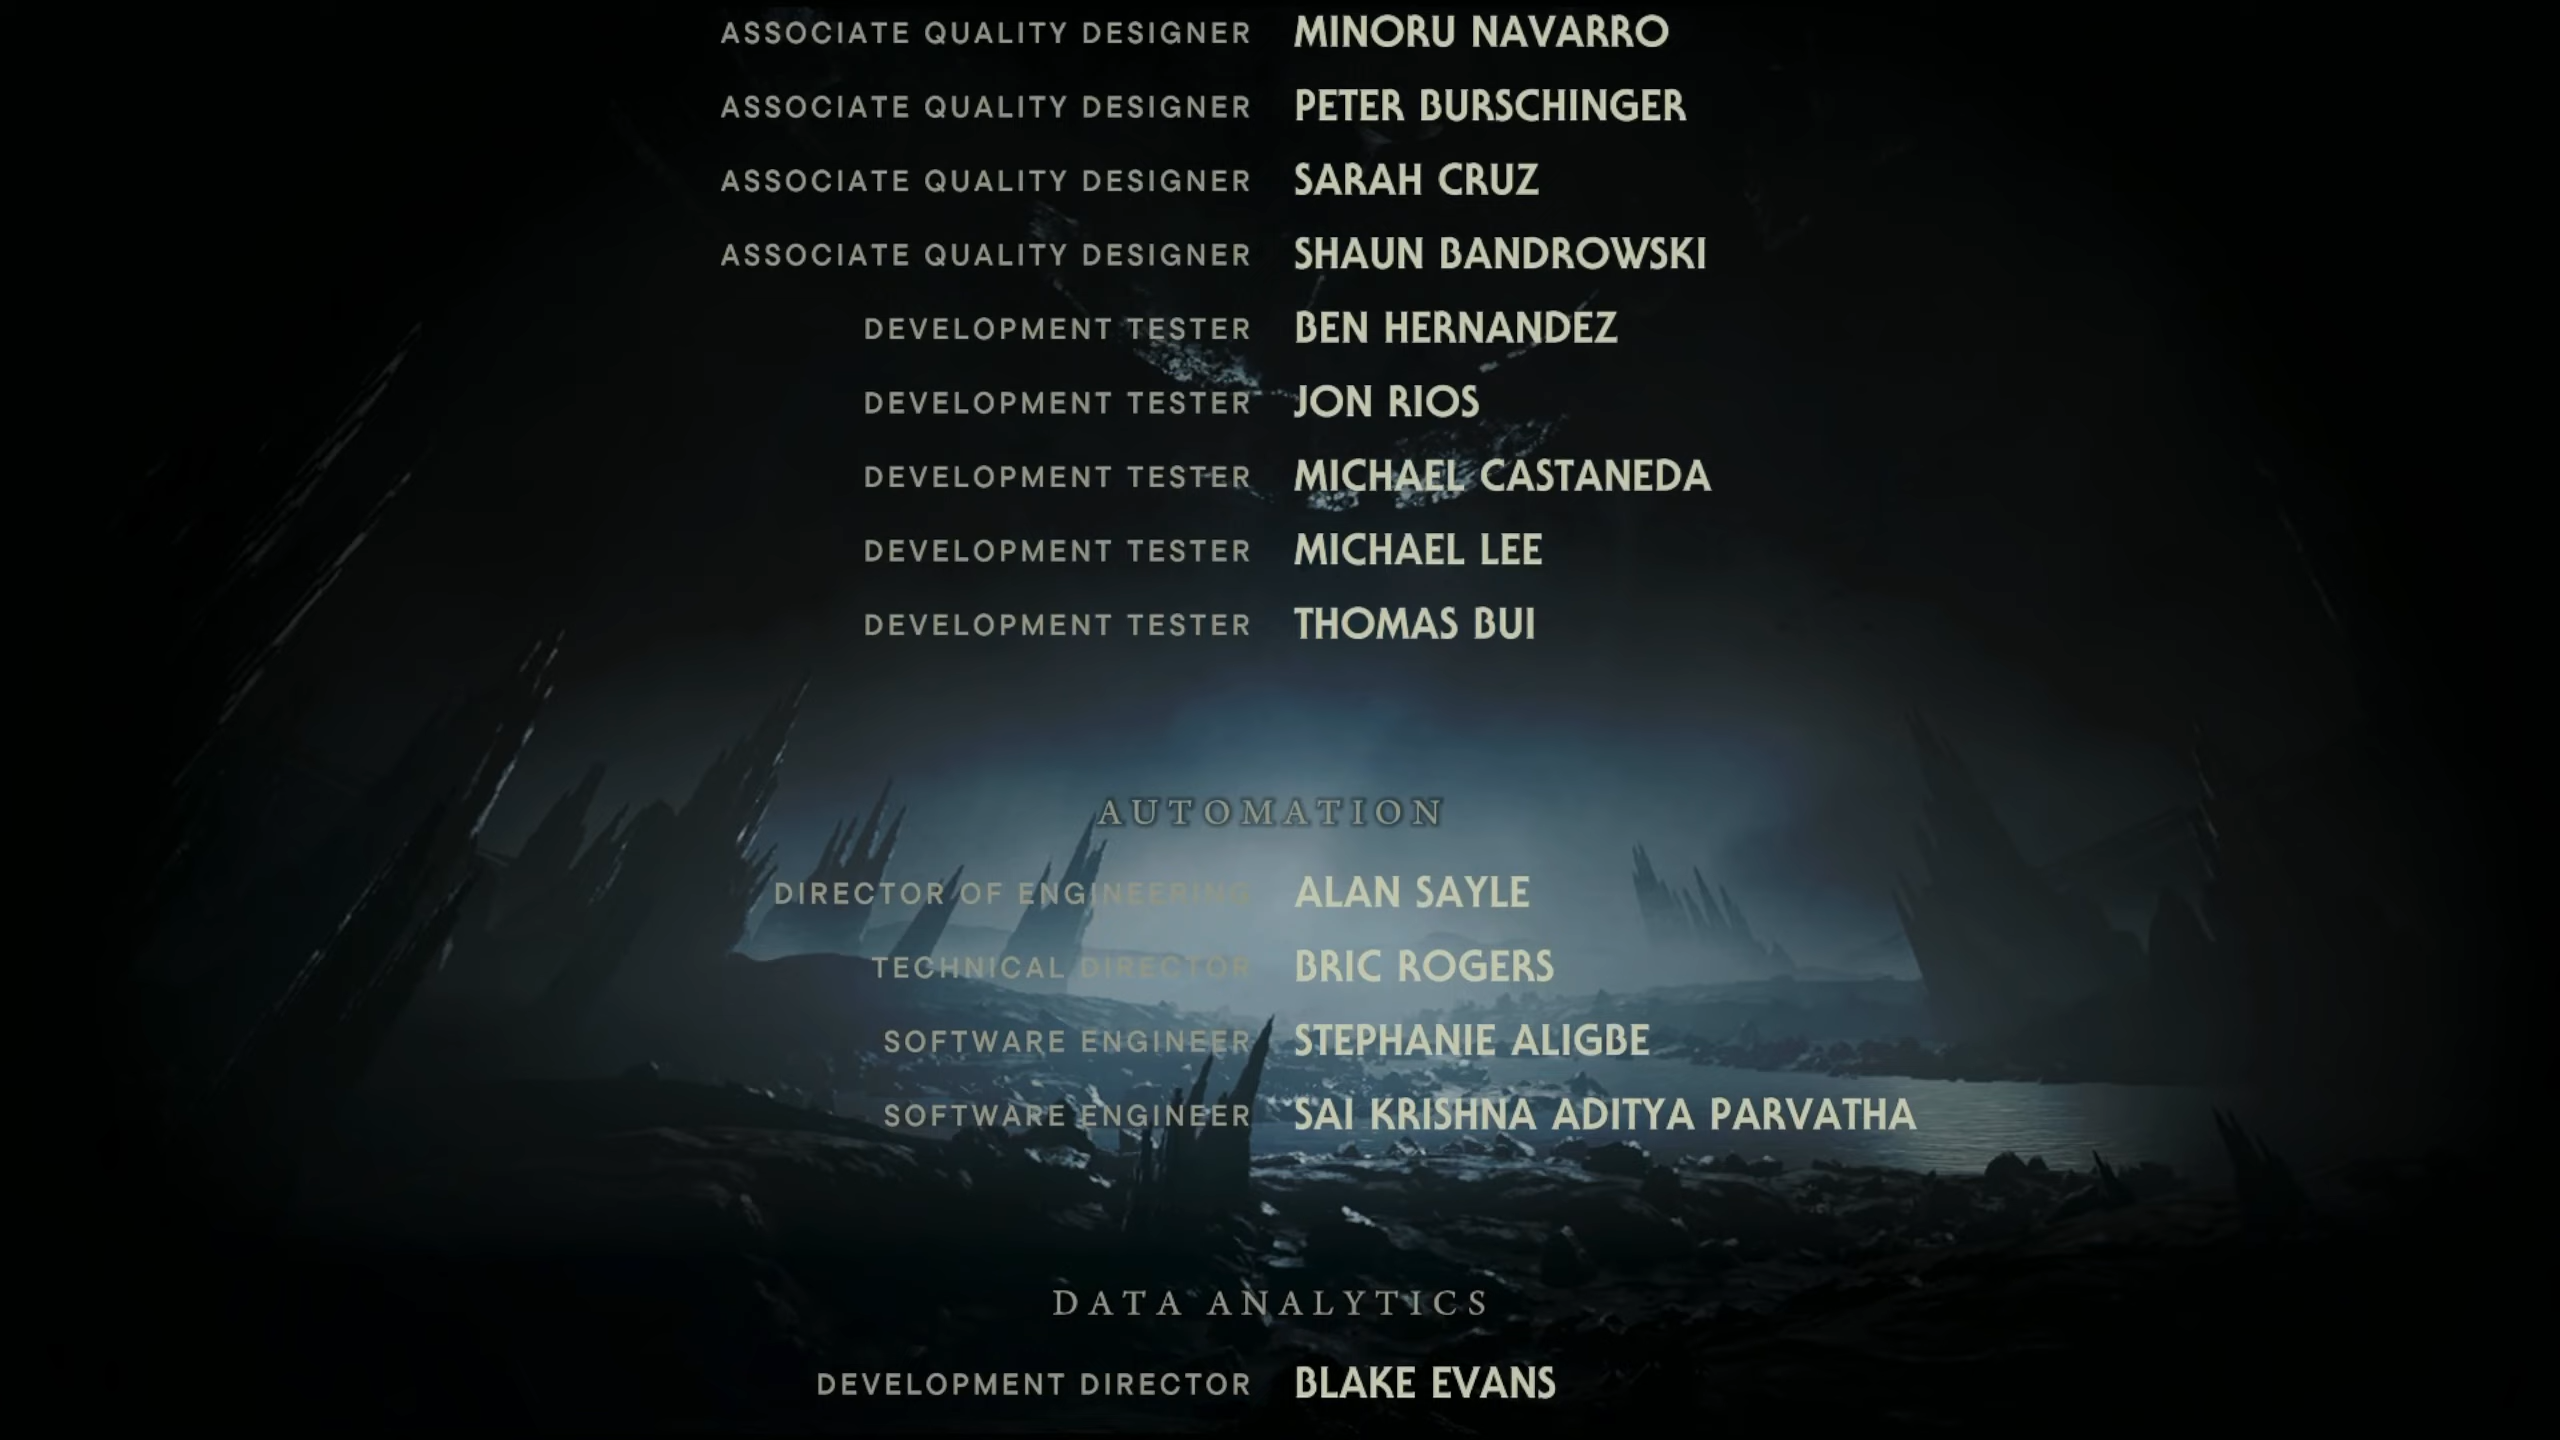 ASSOCIATE QUALITY DESIGNER MINORU NAVARRO
ASSOCIATE QUALITY DESIGNER PETER BURSCHINGER
ASSOCIATE QUALITY DESIGNER SARAH CRUZ
ASSOCIATE QUALITY DESIGNER SHAUN BANDROWSKI
DEVELOPMENT TESTER BEN HERNANDEZ
DEVELOPMENT TESTER JON RIOS
DEVELOPMENT TESTER MICHAEL CASTANEDA
DEVELOPMENT TESTER MICHAEL LEE
DEVELOPMENT TESTER THOMAS BUI
AUTOMATION
DIRECTOR OF ENGINEERING ALAN SAYLE
TECHNICAL DIRECTOR BRIC ROGERS
SOFTWARE ENGINEER STEPHANIE ALIGBE
SOFTWARE ENGINEER SAI KRISHNA ADITYA PARVATHA
DATA ANALYTICS
DEVELOPMENT DIRECTOR BLAKE EVANS